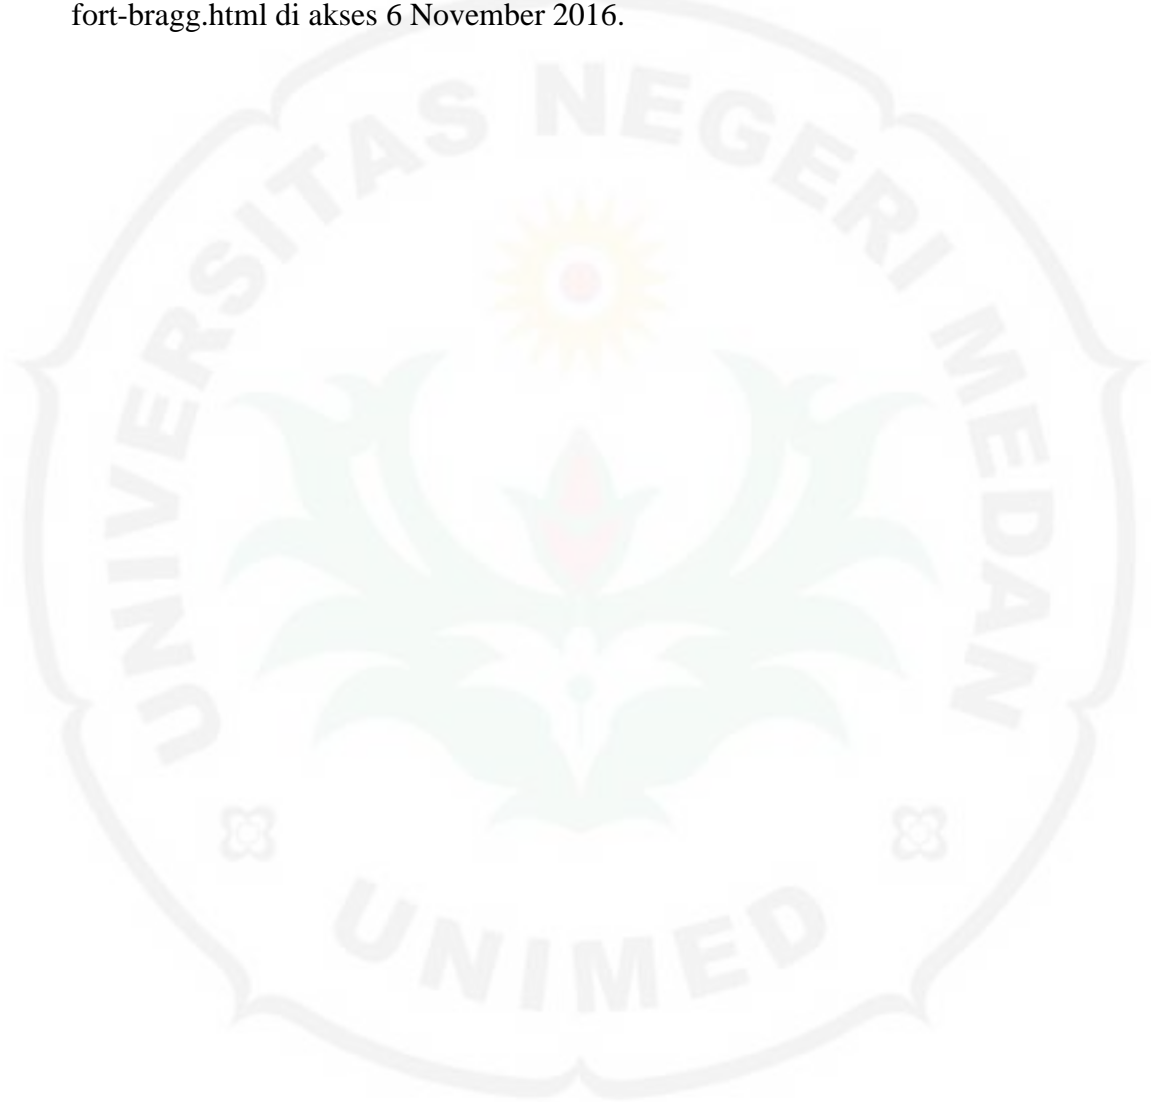 fort-bragg.html di akses 6 November 2016.
UNIVERSITAS NEGERI MEDAN
UNIMED